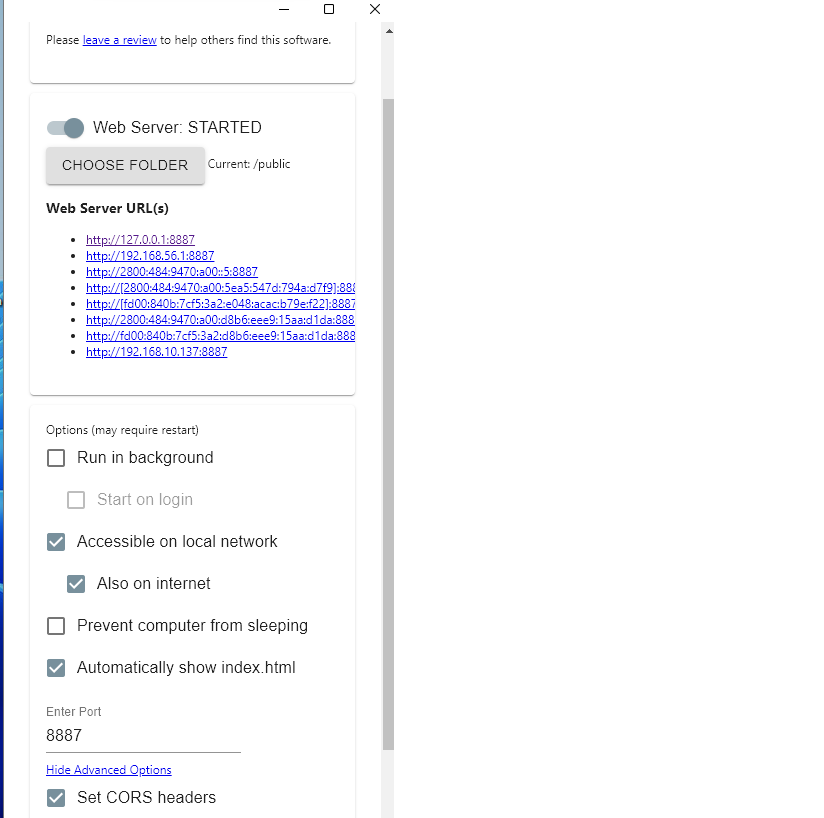 Please leave a review to help others find this software.
Web Server: STARTED
CHOOSE FOLDER Current: /public
Web Server URL(s)
http://127.0.0.1:8887
http://192.168.56.1:8887
http://2800:484:9470:a00::5:8887
http://[2800:484:9470:a00:5ea5:547d:794a:d7f9]:888
http://[fd00:840b:7cf5:3a2:e048:acac:b79e:f22]:8887
http://2800:484:9470:a00:d8b6:eee9:15aa:d1da:888
http://fd00:840b:7cf5:3a2:d8b6:eee9:15aa:d1da:888
http://192.168.10.137:8887
Options (may require restart)
Run in background
Start on login
Accessible on local network
Also on internet
Prevent computer from sleeping
Automatically show index.html
Enter Port
8887
Hide Advanced Options
Set CORS headers